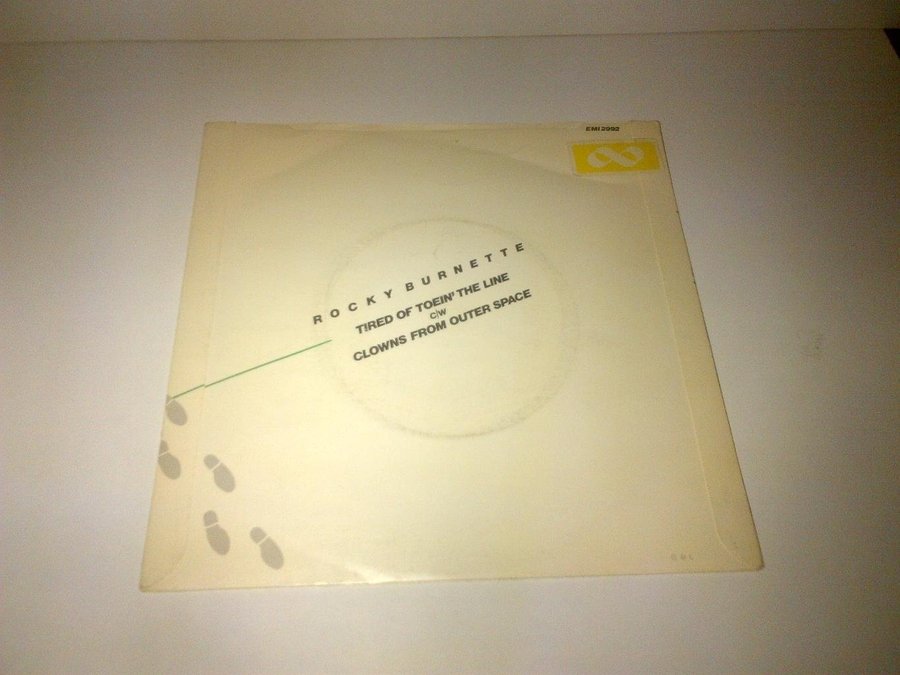 EMI 2992
ROCKY BURNETTE
TIRED OF TOEIN' THE LINE
C/W
CLOWNS FROM OUTER SPACE